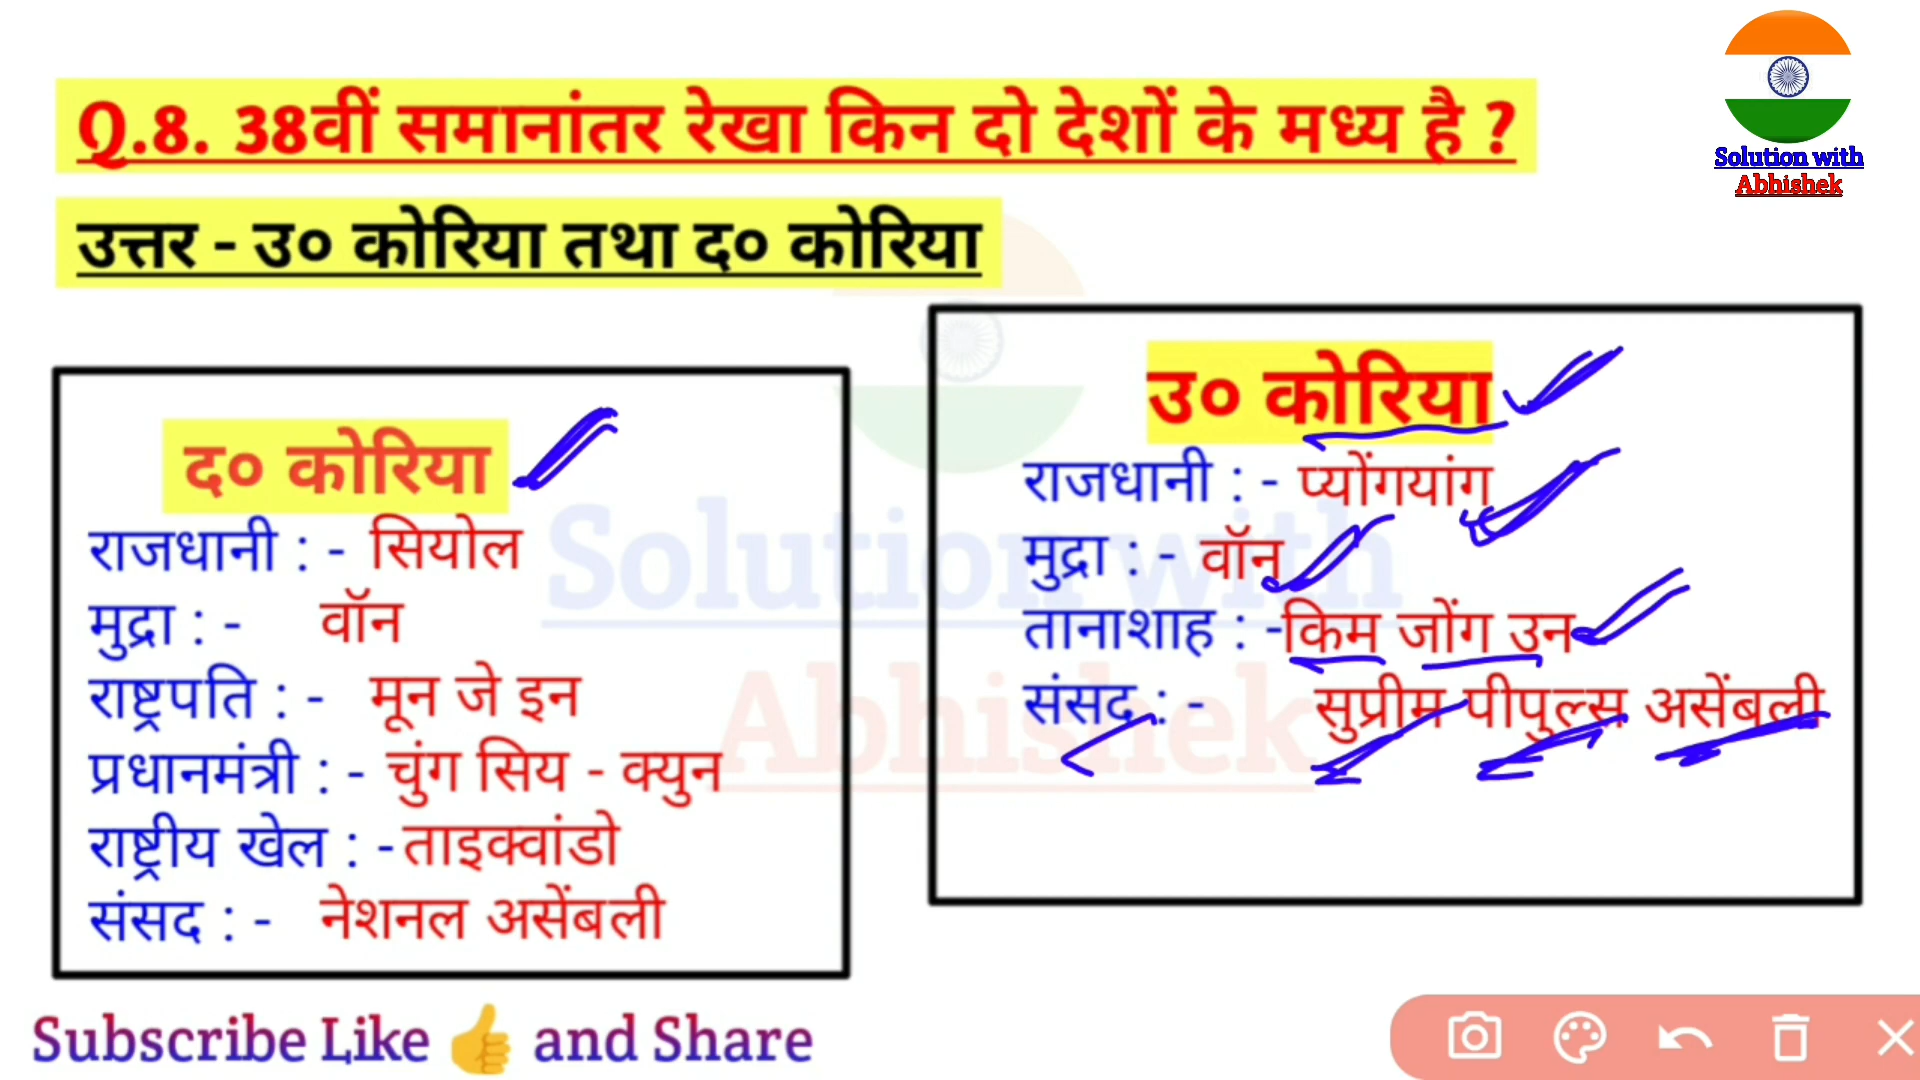 Q.8. 38वीं समानांतर रेखा किन दो देशों के मध्य है ?
Solution with
Abhishek
उत्तर - उ० कोरिया तथा द० कोरिया
द० कोरिया
राजधानी : - सियोल
मुद्रा : - वॉन
राष्ट्रपति : - मून जे इन
प्रधानमंत्री : - चुंग सिय - क्युन
राष्ट्रीय खेल : - ताइक्वांडो
संसद : - नेशनल असेंबली
उ० कोरिया
राजधानी : - प्योंगयांग
मुद्रा : - वॉन
तानाशाह : - किम जोंग उन
संसद : - सुप्रीम पीपुल्स असेंबली
Solution with
Abhishek
Subscribe Like 👍 and Share